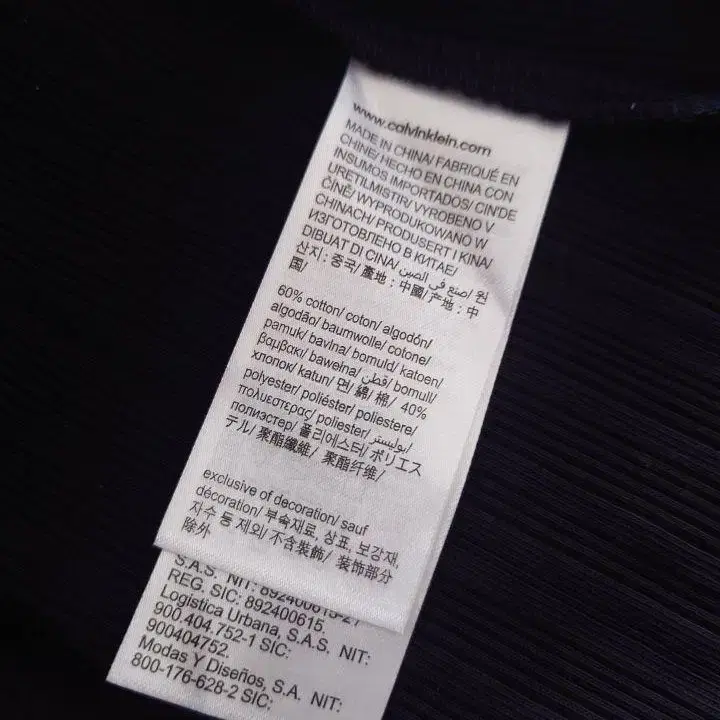 www.calvinklein.com
MADE IN CHINA/ FABRIQUÉ EN
CHINE/ HECHO EN CHINA CON
INSUMOS IMPORTADOS/ CIN'DE
URETILMISTIR/ VYROBENO V
ČINĚ/ WYPRODUKOWANO W
CHINACH/ PRODUSERT I KINA/
ИЗГОТОВЛЕНО В КИТАЕ/
DIBUAT DI CINA/ صنع في الصين/ 원
산지 : 중국/ 產地 : 中國/ 产地 : 中
国/
60% cotton/ coton/ algodón/
algodão/ baumwolle/ cotone/
pamuk/ bavlna/ bomuld/ katoen/
βαμβακι/ bawełna/ قطن/ bomull/
хлопок/ katun/ 면/ 綿/ 棉/ 40%
polyester/ poliéster/ poliestere/
πολυεστερας/ poliester/ بوليستر/
полиэстер/ 폴리에스터/ ポリエス
テル/ 聚酯纖維/ 聚酯纤维/
exclusive of decoration/ sauf
décoration/ 부속재료, 상표, 보강재,
자수 등 제외/ 不含裝飾/ 装饰部分
除外
S.A.S. NIT: 892400615-27
REG. SIC: 892400615.
Logistica Urbana, S.A.S. NIT:
900.404.752-1 SIC:
900404752.
Modas Y Diseños, S.A. NIT:
800-176-628-2 SIC: